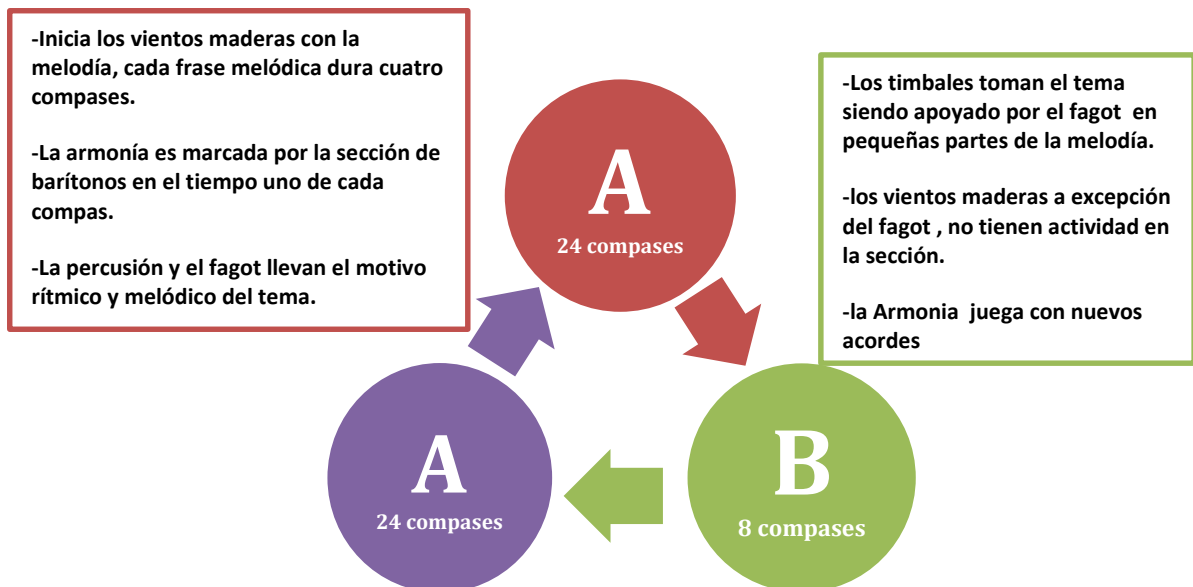 -Inicia los vientos maderas con la
melodía, cada frase melódica dura cuatro
compases.
-La armonía es marcada por la sección de
barítonos en el tiempo uno de cada
compas.
-La percusión y el fagot llevan el motivo
rítmico y melódico del tema.
A
24 compases
-Los timbales toman el tema
siendo apoyado por el fagot en
pequeñas partes de la melodía.
-los vientos maderas a excepción
del fagot , no tienen actividad en
la sección.
-la Armonia juega con nuevos
acordes
A
24 compases
B
8 compases